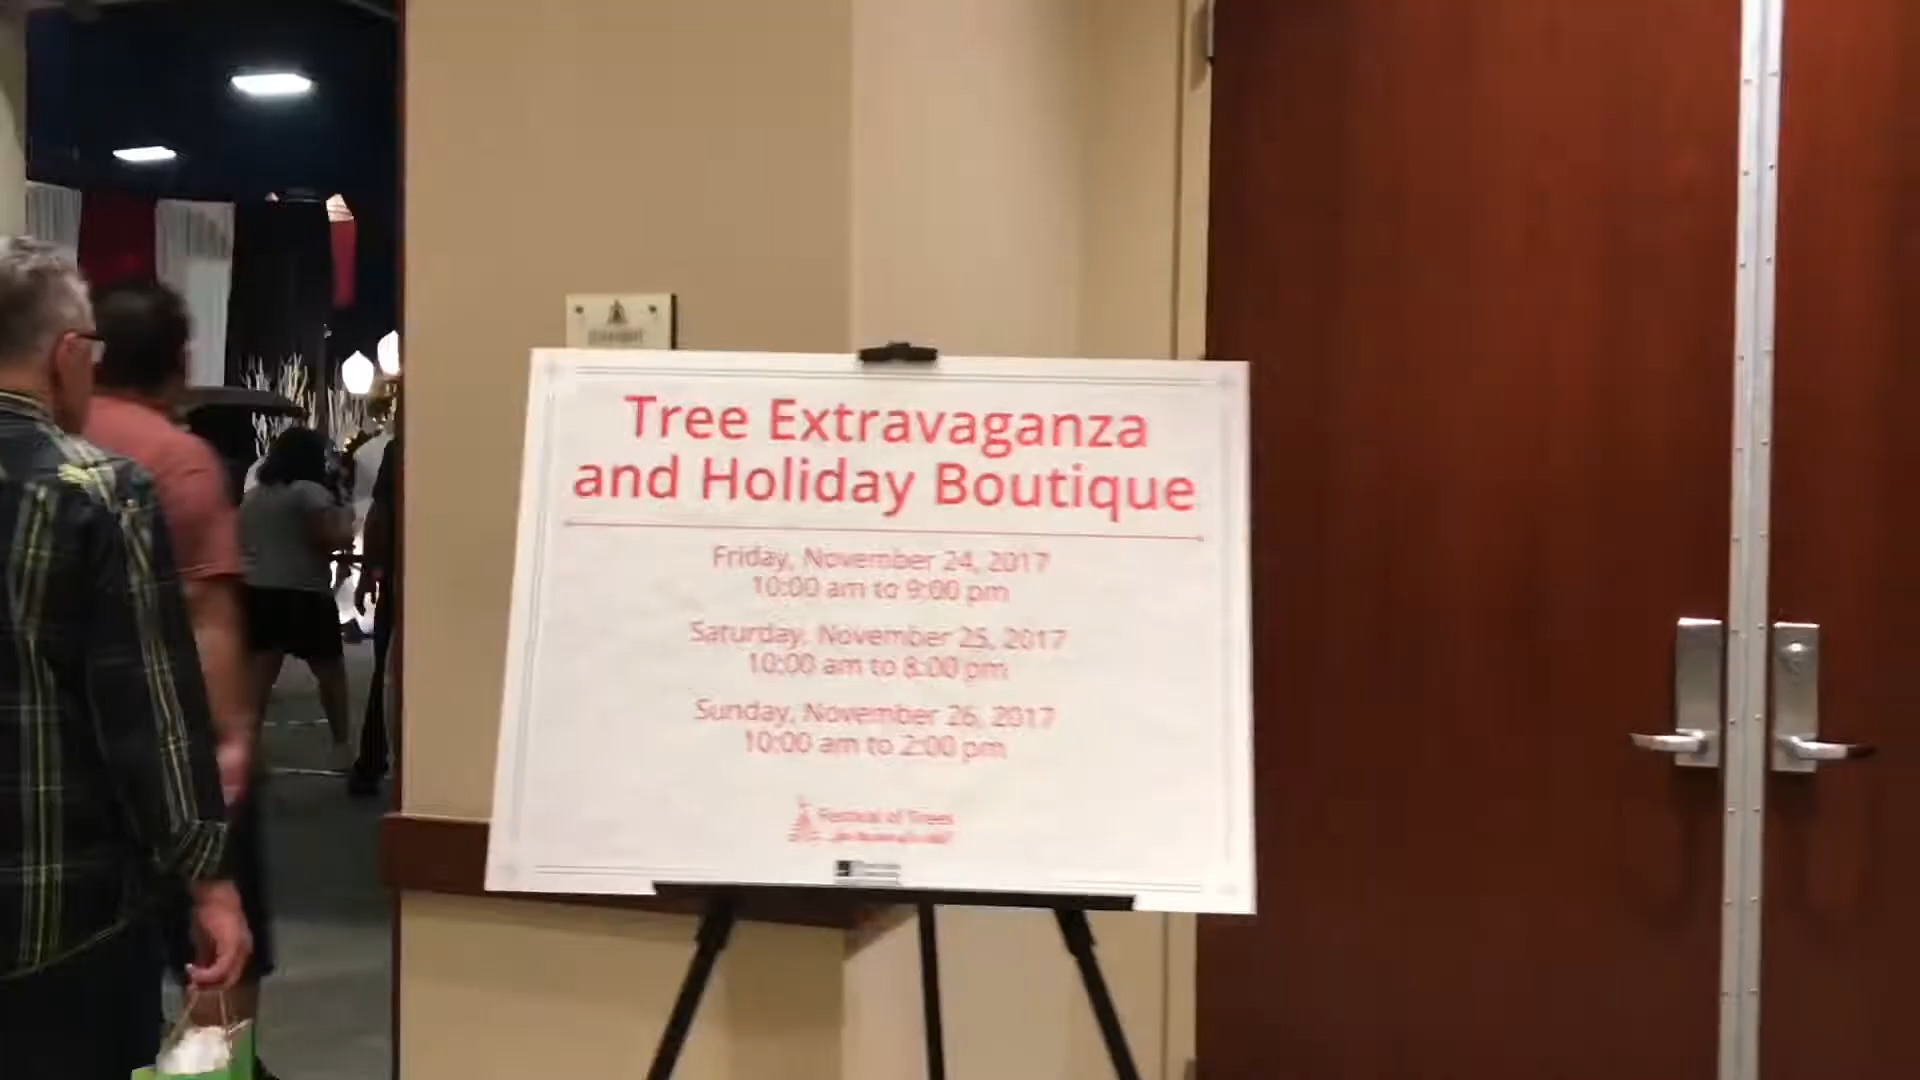 Tree Extravaganza
and Holiday Boutique
Friday, November 24, 2017
10:00 am to 9:00 pm
Saturday, November 25, 2017
10:00 am to 8:00 pm
Sunday, November 26, 2017
10:00 am to 2:00 pm
Festival of Trees